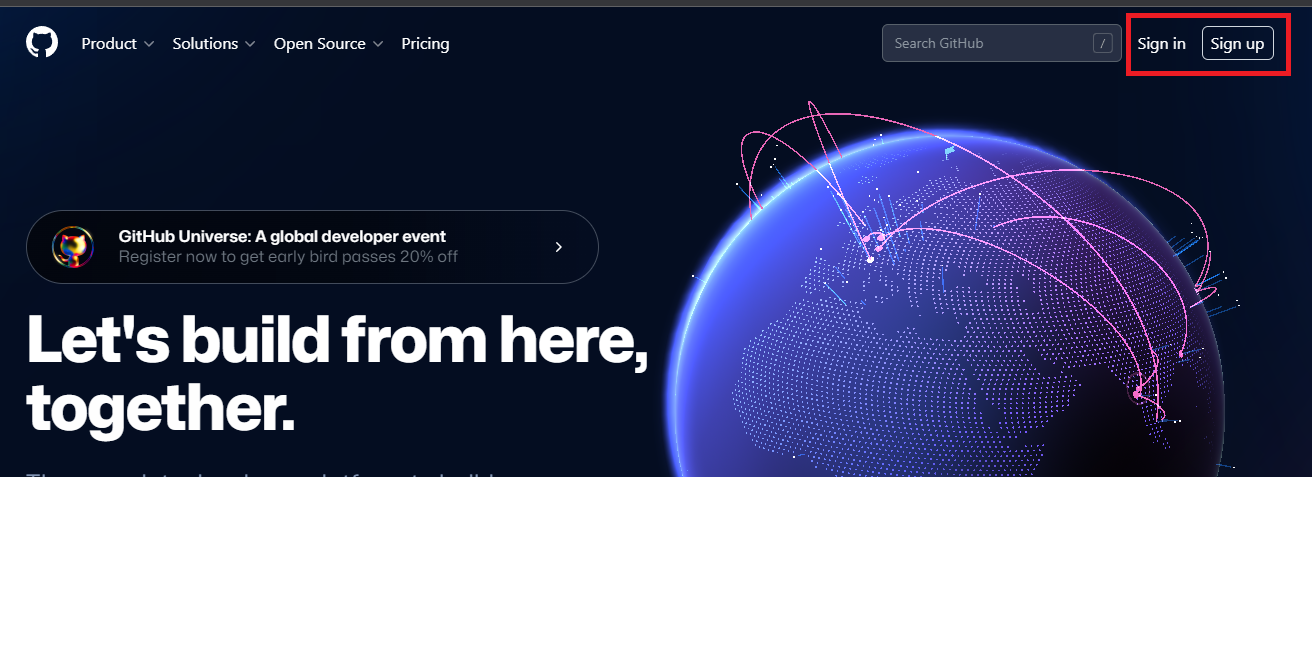 Product Solutions Open Source Pricing Search GitHub / Sign in Sign up
GitHub Universe: A global developer event
Register now to get early bird passes 20% off
Let's build from here,
together.